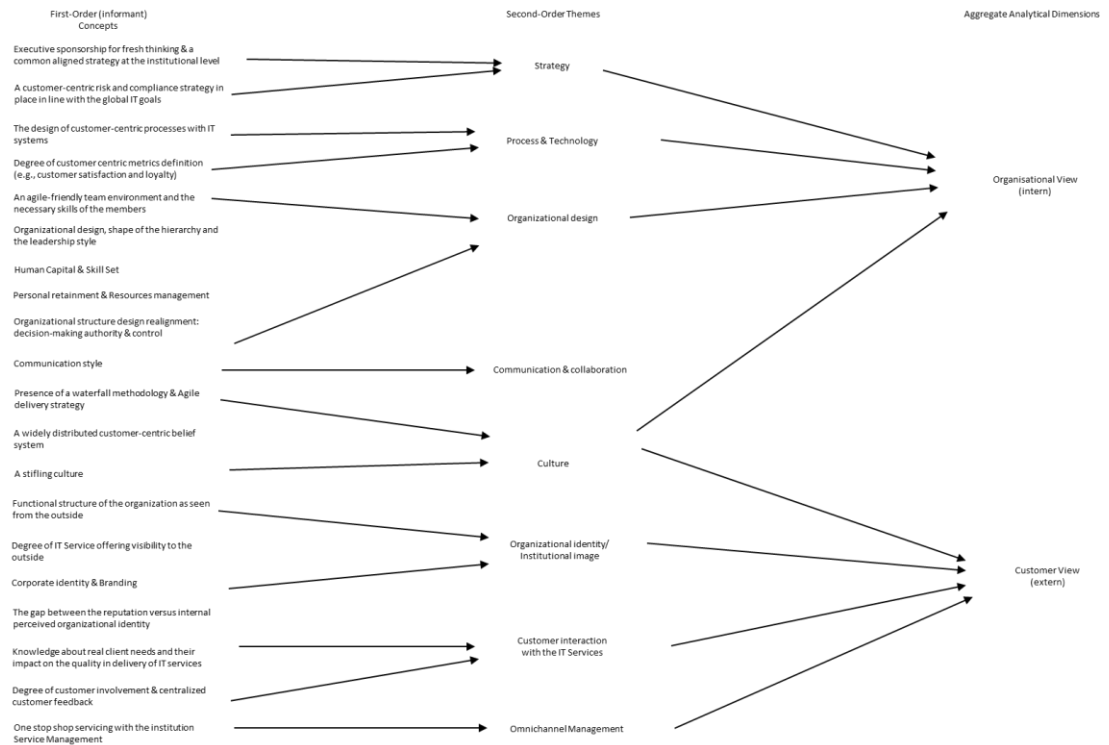 First-Order (informant)
Concepts
Second-Order Themes
Aggregate Analytical Dimensions
Executive sponsorship for fresh thinking & a
common aligned strategy at the institutional level
Strategy
A customer-centric risk and compliance strategy in
place in line with the global IT goals
The design of customer-centric processes with IT
systems
Process & Technology
Degree of customer centric metrics definition
(e.g., customer satisfaction and loyalty)
Organisational View
(intern)
An agile-friendly team environment and the
necessary skills of the members
Organizational design
Organizational design, shape of the hierarchy and
the leadership style
Human Capital & Skill Set
Personal retainment & Resources management
Organizational structure design realignment:
decision-making authority & control
Communication style
Communication & collaboration
Presence of a waterfall methodology & Agile
delivery strategy
A widely distributed customer-centric belief
system
Culture
A stifling culture
Functional structure of the organization as seen
from the outside
Degree of IT Service offering visibility to the
outside
Organizational identity/
Institutional image
Corporate identity & Branding
Customer View
(extern)
The gap between the reputation versus internal
perceived organizational identity
Customer interaction
with the IT Services
Knowledge about real client needs and their
impact on the quality in delivery of IT services
Degree of customer involvement & centralized
customer feedback
One stop shop servicing with the institution
Service Management
Omnichannel Management